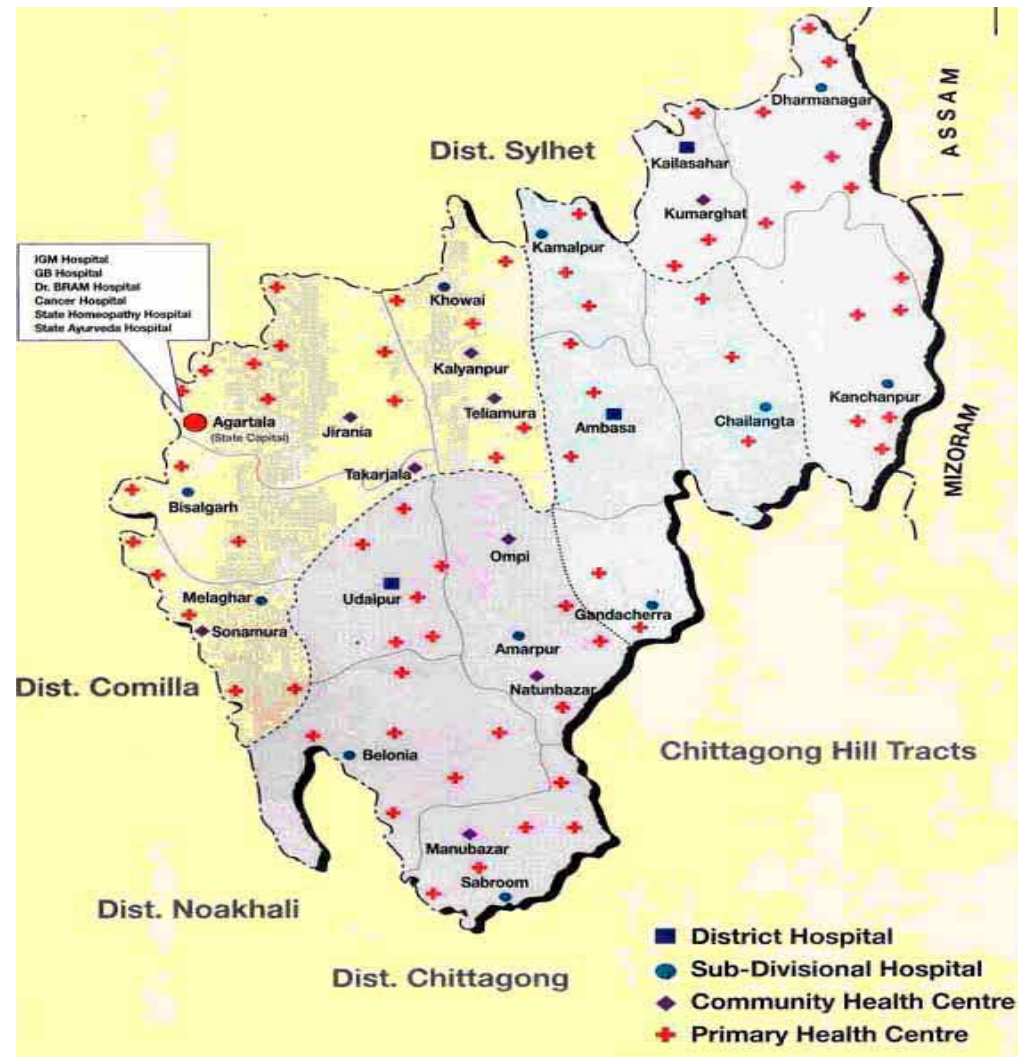 Dharmanagar
ASSAM
Dist. Sylhet
Kailasahar
Kumarghat
Kamalpur
IGM Hospital
GB Hospital
Dr. BRAM Hospital
Cancer Hospital
State Homeopathy Hospital
State Ayurveda Hospital
Khowai
Kalyanpur
Kanchanpur
Teliamura
Agartala
(State Capital)
Jirania
Ambasa
Chailangta
MIZORAM
Takarjala
Bisalgarh
Ompi
Melaghar
Udaipur
Gandacherra
Sonamura
Amarpur
Dist. Comilla
Natunbazar
Belonia
Chittagong Hill Tracts
Manubazar
Sabroom
Dist. Noakhali
Dist. Chittagong
District Hospital
Sub-Divisional Hospital
Community Health Centre
Primary Health Centre